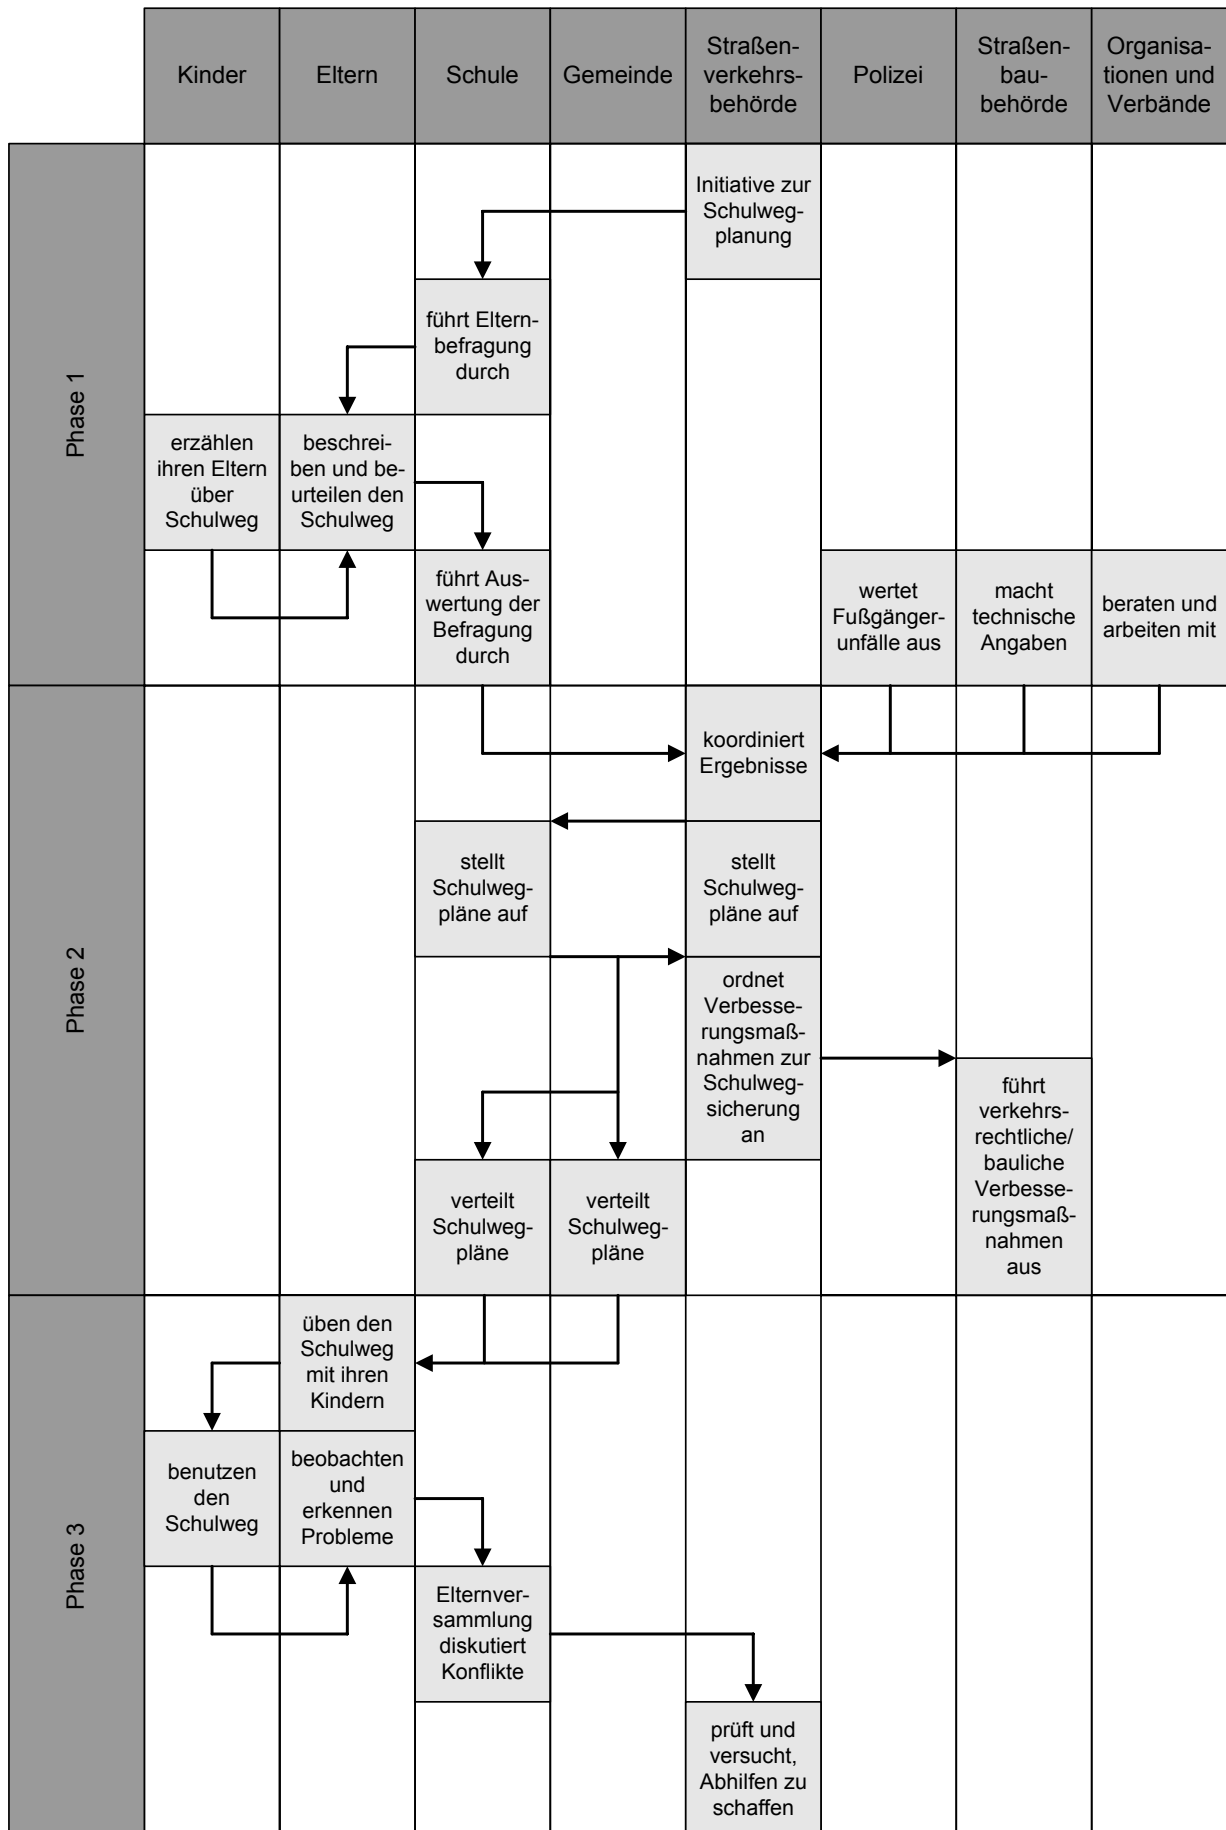 Kinder
Eltern
Schule
Gemeinde
Straßen-
verkehrs-
behörde
Polizei
Straßen-
bau-
behörde
Organisa-
tionen und
Verbände
Phase 1
Initiative zur
Schulweg-
planung
führt Eltern-
befragung
durch
erzählen
ihren Eltern
über
Schulweg
beschrei-
ben und be-
urteilen den
Schulweg
führt Aus-
wertung der
Befragung
durch
wertet
Fußgänger-
unfälle aus
macht
technische
Angaben
beraten und
arbeiten mit
Phase 2
koordiniert
Ergebnisse
stellt
Schulweg-
pläne auf
stellt
Schulweg-
pläne auf
ordnet
Verbesse-
rungsmaß-
nahmen zur
Schulweg-
sicherung
an
führt
verkehrs-
rechtliche/
bauliche
Verbesse-
rungsmaß-
nahmen
aus
verteilt
Schulweg-
pläne
verteilt
Schulweg-
pläne
Phase 3
üben den
Schulweg
mit ihren
Kindern
benutzen
den
Schulweg
beobachten
und
erkennen
Probleme
Elternver-
sammlung
diskutiert
Konflikte
prüft und
versucht,
Abhilfen zu
schaffen